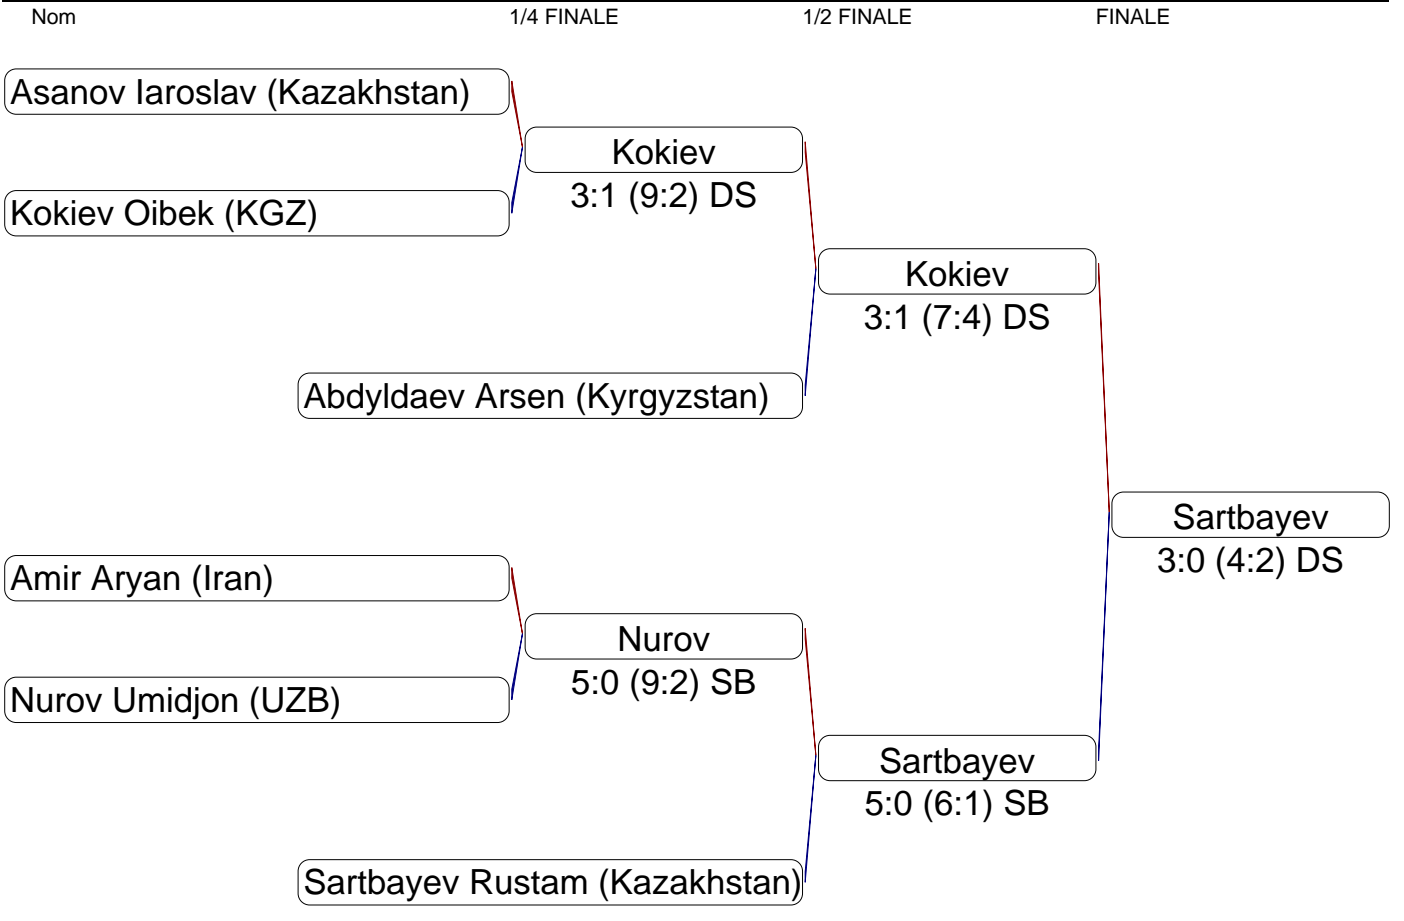 Nom 1/4 FINALE 1/2 FINALE FINALE
Asanov Iaroslav (Kazakhstan)
Kokiev
3:1 (9:2) DS
Kokiev Oibek (KGZ)
Kokiev
3:1 (7:4) DS
Abdyldaev Arsen (Kyrgyzstan)
Sartbayev
3:0 (4:2) DS
Amir Aryan (Iran)
Nurov
5:0 (9:2) SB
Nurov Umidjon (UZB)
Sartbayev
5:0 (6:1) SB
Sartbayev Rustam (Kazakhstan)